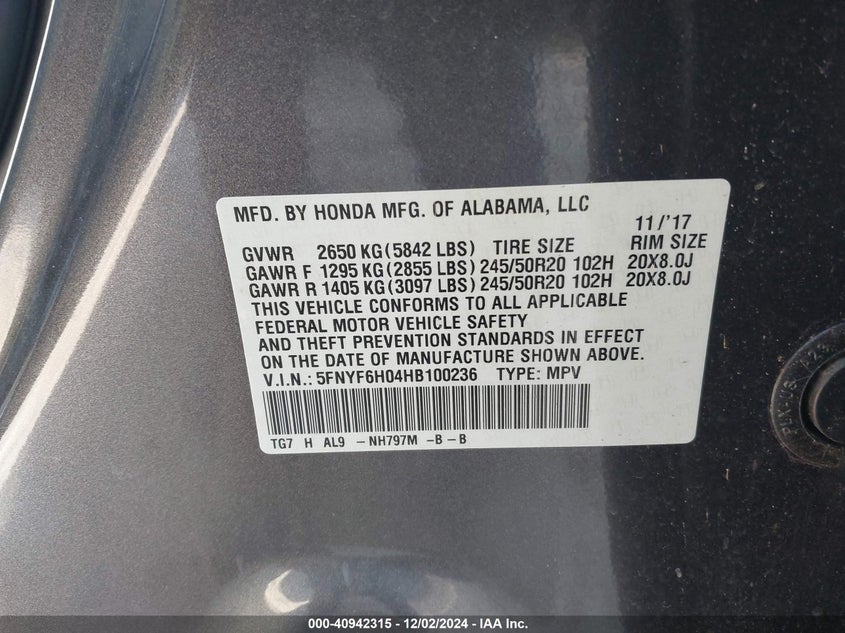 MFD. BY HONDA MFG. OF ALABAMA, LLC
11/'17
GVWR 2650 KG (5842 LBS) TIRE SIZE RIM SIZE
GAWR F 1295 KG (2855 LBS) 245/50R20 102H 20X8.0J
GAWR R 1405 KG (3097 LBS) 245/50R20 102H 20X8.0J
THIS VEHICLE CONFORMS TO ALL APPLICABLE
FEDERAL MOTOR VEHICLE SAFETY
AND THEFT PREVENTION STANDARDS IN EFFECT
ON THE DATE OF MANUFACTURE SHOWN ABOVE.
V.I.N.: 5FNYF6H04HB100236 TYPE: MPV
TG7 H AL9 – NH797M –B – B
000-40942315 - 12/02/2024 - IAA Inc.